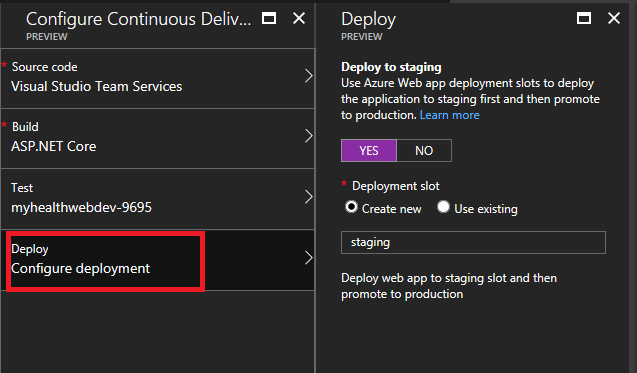 Configure Continuous Deliv...
PREVIEW
* Source code
Visual Studio Team Services
* Build
ASP.NET Core
Test
myhealthwebdev-9695
Deploy
Configure deployment
Deploy
PREVIEW
Deploy to staging
Use Azure Web app deployment slots to deploy
the application to staging first and then promote
to production. Learn more
YES NO
* Deployment slot
Create new Use existing
staging
Deploy web app to staging slot and then
promote to production